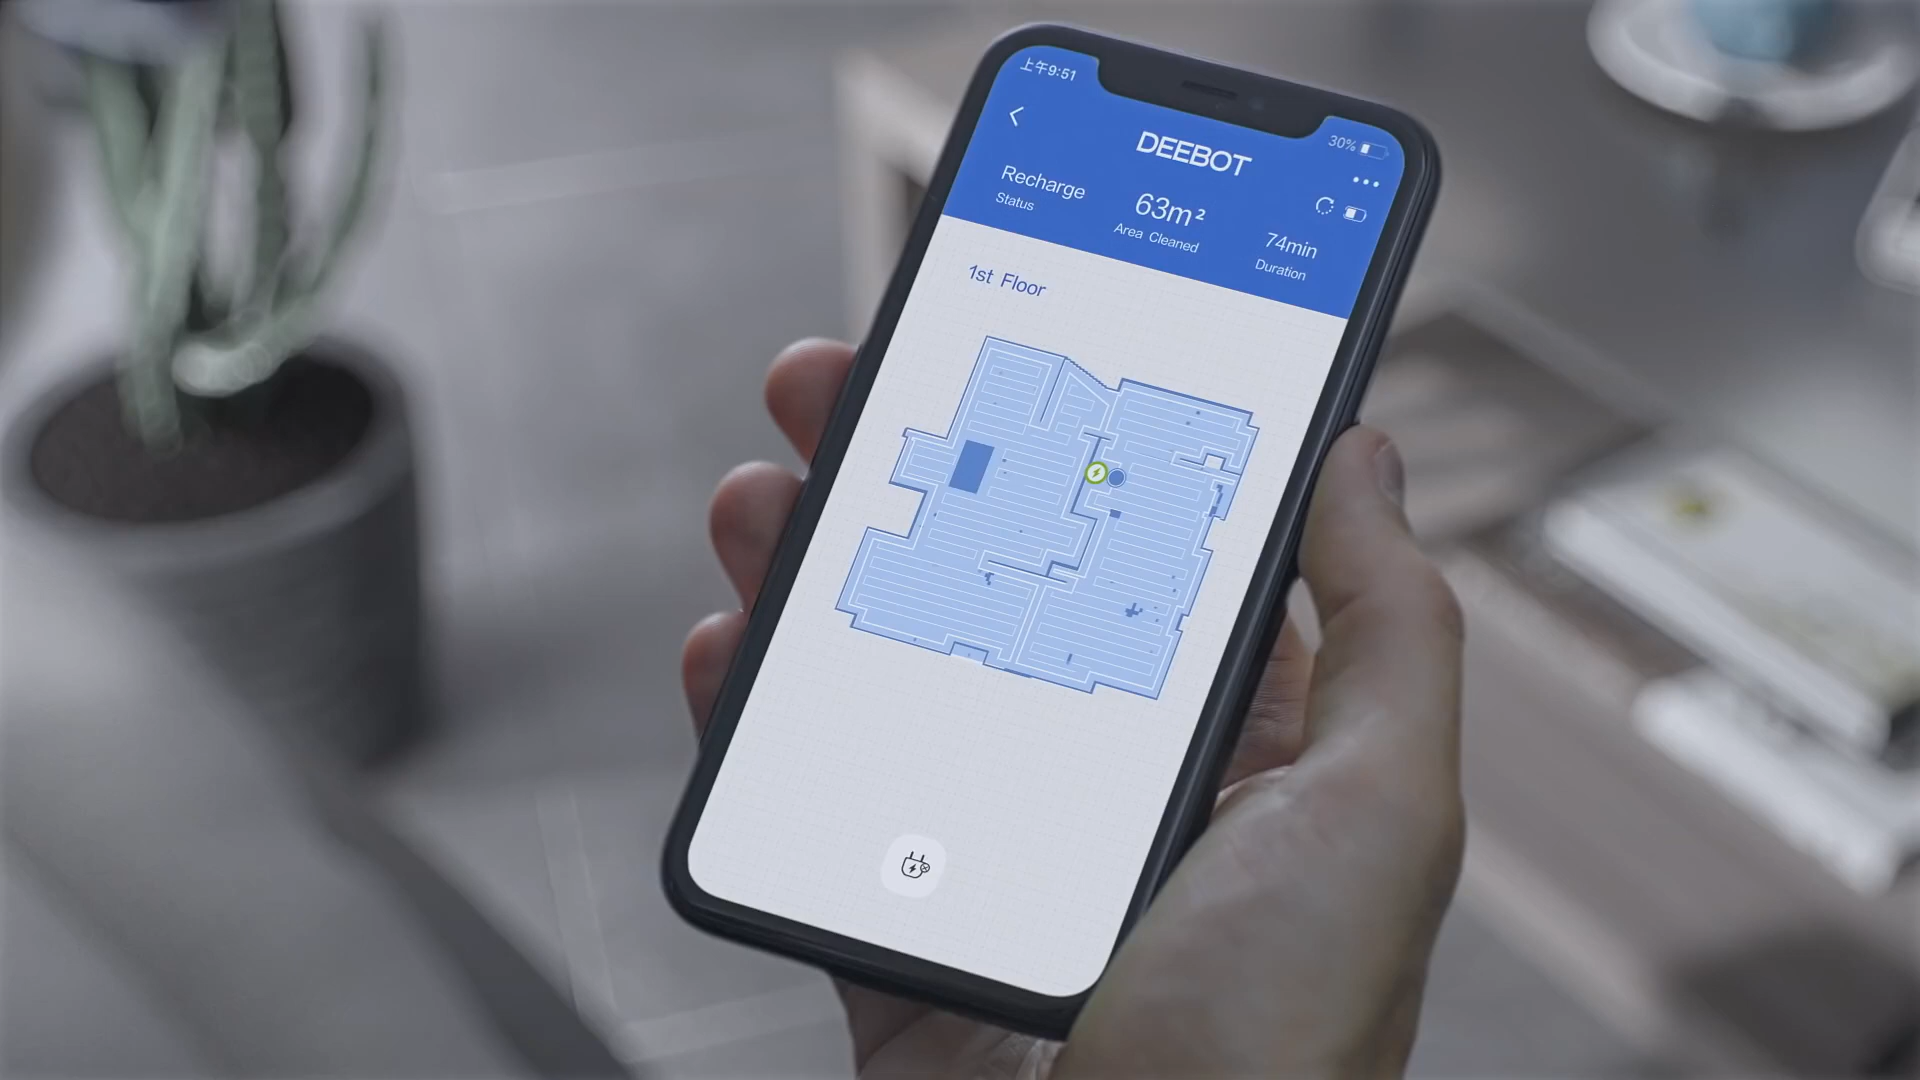 上午9:51
30%
DEEBOT
Recharge
Status
63m²
Area Cleaned
74min
Duration
1st Floor